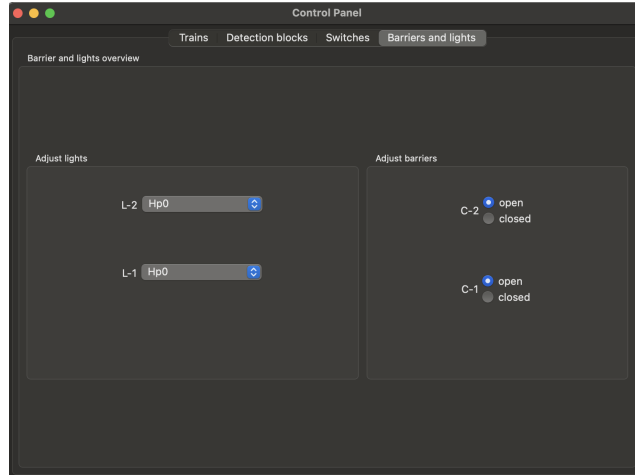 Control Panel
Trains Detection blocks Switches Barriers and lights
Barrier and lights overview
Adjust lights
L-2 Hp0
L-1 Hp0
Adjust barriers
C-2 open
closed
C-1 open
closed